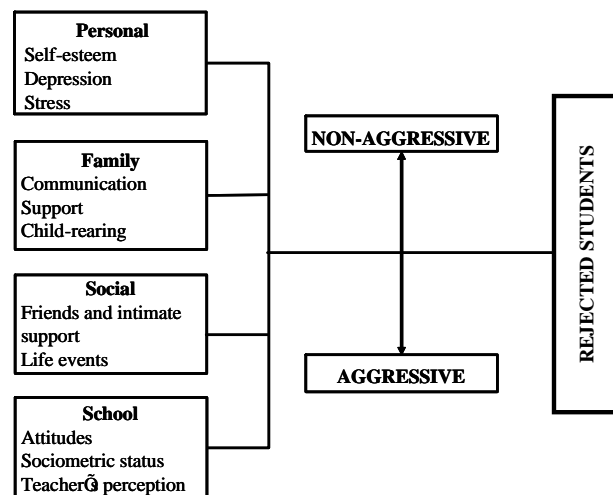 Personal
Self-esteem
Depression
Stress
Family
Communication
Support
Child-rearing
Social
Friends and intimate
support
Life events
School
Attitudes
Sociometric status
TeacherÕs perception
NON-AGGRESSIVE
AGGRESSIVE
REJECTED STUDENTS